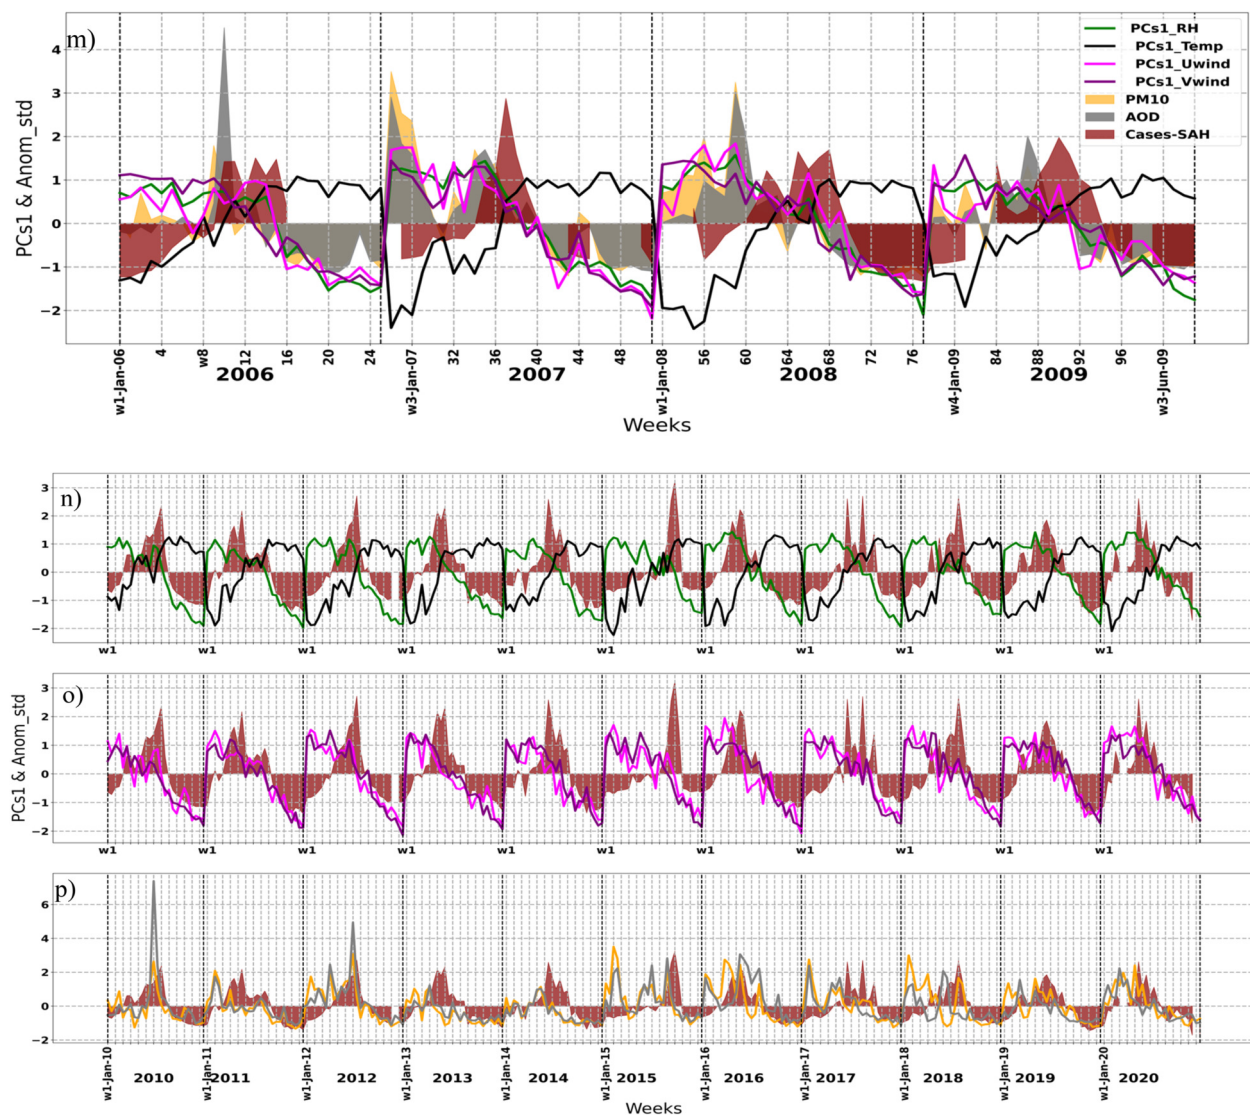 m)
4
3
2
1
0
−1
−2
PCs1 & Anom_std
PCs1_RH
PCs1_Temp
PCs1_Uwind
PCs1_Vwind
PM10
AOD
Cases-SAH
w1-Jan-06
4
w8
12
16
20
24
w3-Jan-07
32
36
40
44
48
w1-Jan-08
56
60
64
68
72
76
w4-Jan-09
84
88
92
96
w3-Jun-09
2006
2007
2008
2009
Weeks
n)
3
2
1
0
−1
−2
w1 w1 w1 w1 w1 w1 w1 w1 w1 w1 w1
PCs1 & Anom_std
o)
3
2
1
0
−1
−2
w1 w1 w1 w1 w1 w1 w1 w1 w1 w1 w1
p)
6
4
2
0
−2
w1-Jan-10
w1-Jan-11
w1-Jan-12
w1-Jan-13
w1-Jan-14
w1-Jan-15
w1-Jan-16
w1-Jan-17
w1-Jan-18
w1-Jan-19
w1-Jan-20
2010 2011 2012 2013 2014 2015 2016 2017 2018 2019 2020
Weeks